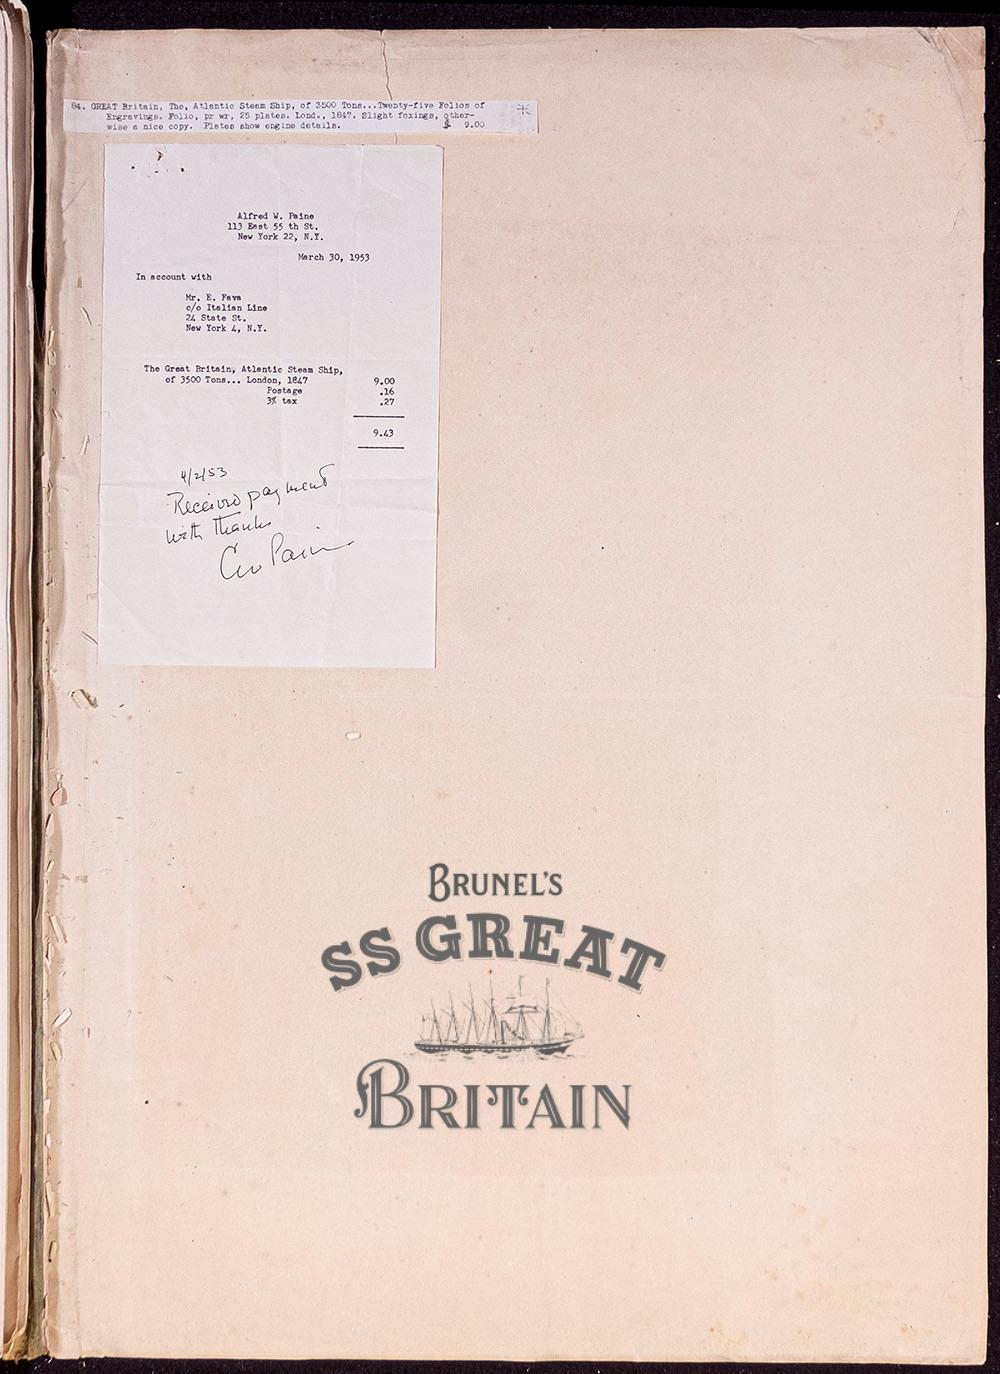 84. GREAT Britain, The, Atlantic Steam Ship, of 3500 Tons...Twenty-five Folios of
Engravings. Folio, pr wr, 25 plates. Lond., 1847. Slight foxings, other-
wise a nice copy. Plates show engine details. $ 9.00
Alfred W. Paine
113 East 55 th St.
New York 22, N.Y.
March 30, 1953
In account with
Mr. E. Fava
c/o Italian Line
24 State St.
New York 4, N.Y.
The Great Britain, Atlantic Steam Ship,
of 3500 Tons... London, 1847 9.00
Postage .16
3% tax .27
9.43
4/2/53
Received payment
with thanks
Paine
BRUNEL'S
SS GREAT
BRITAIN